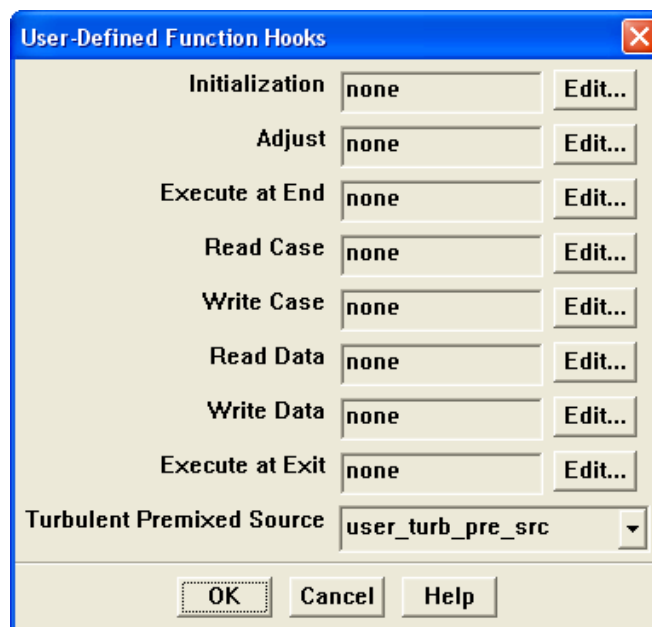 User-Defined Function Hooks
Initialization none Edit...
Adjust none Edit...
Execute at End none Edit...
Read Case none Edit...
Write Case none Edit...
Read Data none Edit...
Write Data none Edit...
Execute at Exit none Edit...
Turbulent Premixed Source user_turb_pre_src
OK Cancel Help